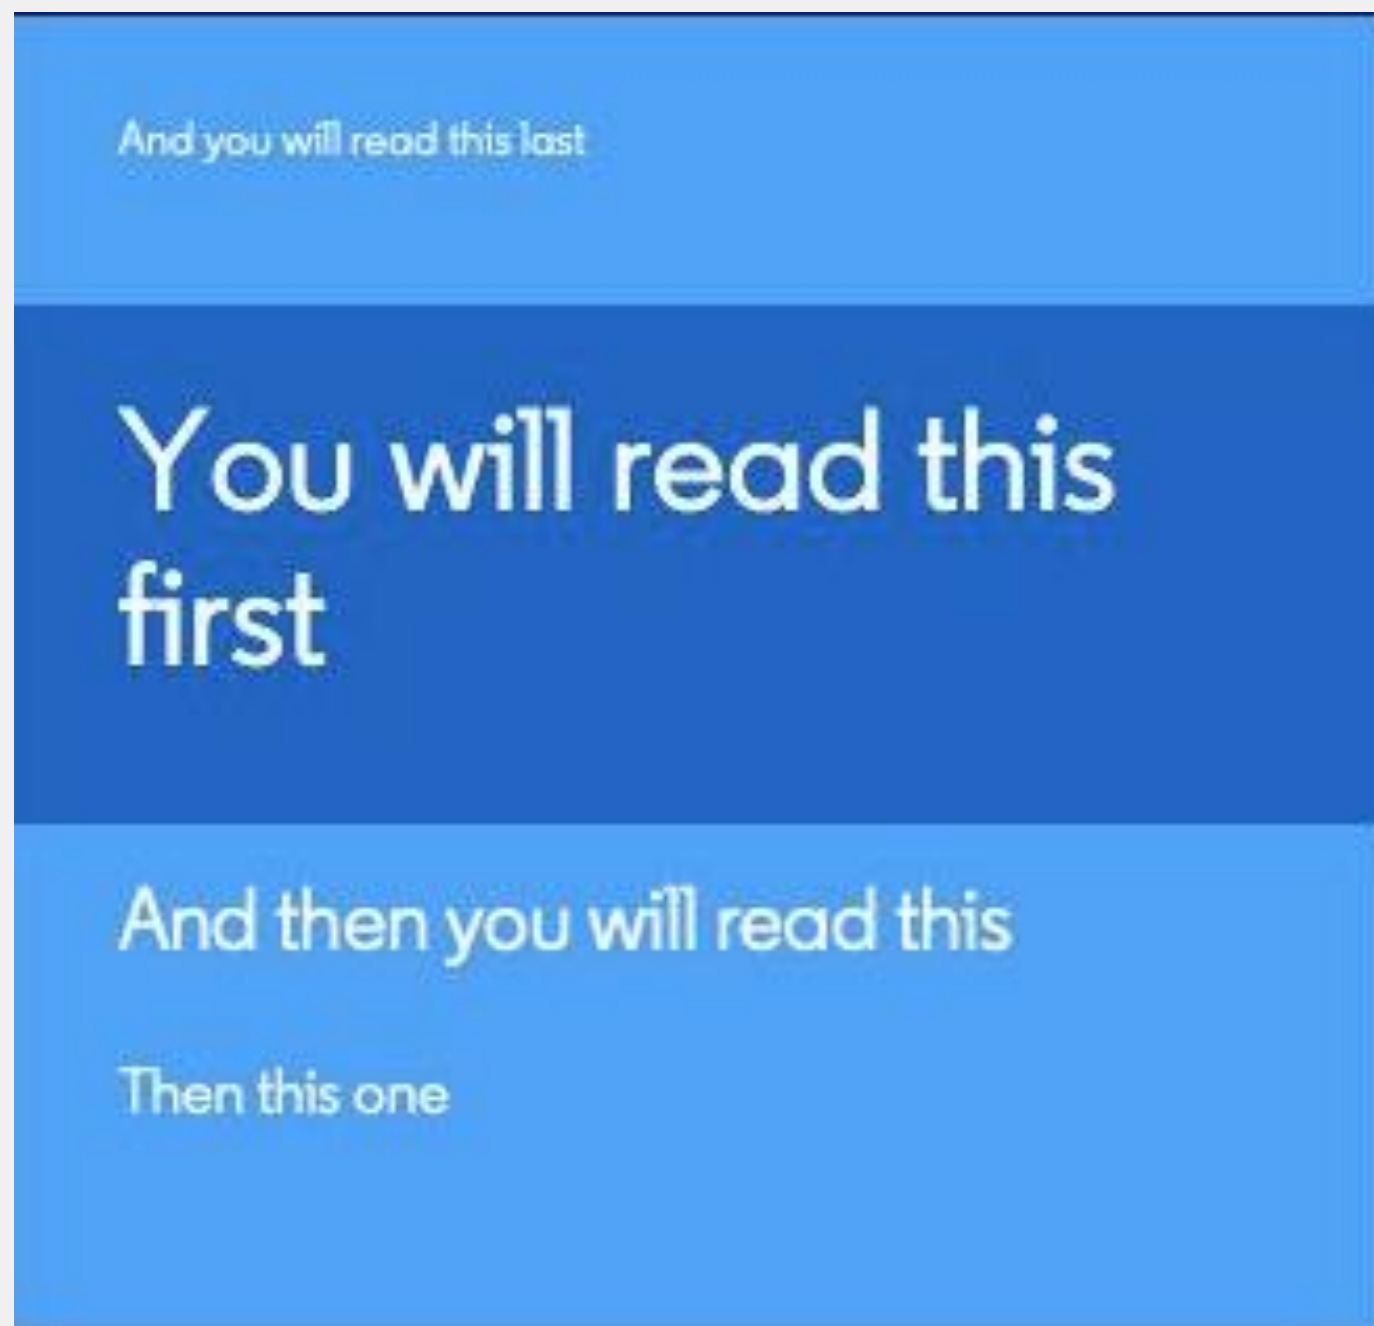 And you will read this last
You will read this
first
And then you will read this
Then this one